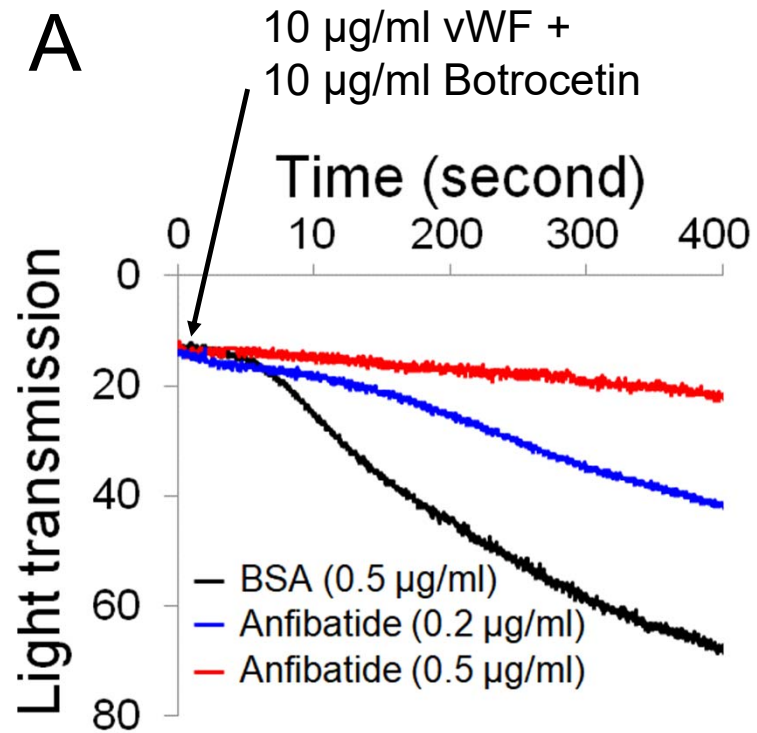 A
10 µg/ml vWF +
10 µg/ml Botrocetin
Time (second)
0 10 200 300 400
Light transmission
0
20
40
60
80
BSA (0.5 µg/ml)
Anfibatide (0.2 µg/ml)
Anfibatide (0.5 µg/ml)